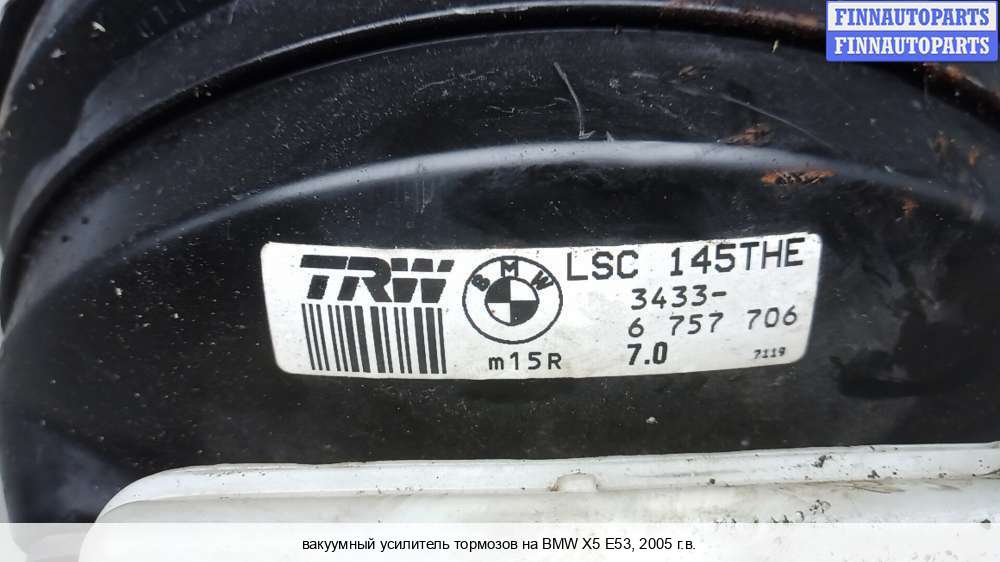 FINNAUTOPARTS
FINNAUTOPARTS
TRW BMW LSC 145THE
3433-
6 757 706
m15R 7.0 7119
вакуумный усилитель тормозов на BMW X5 E53, 2005 г.в.